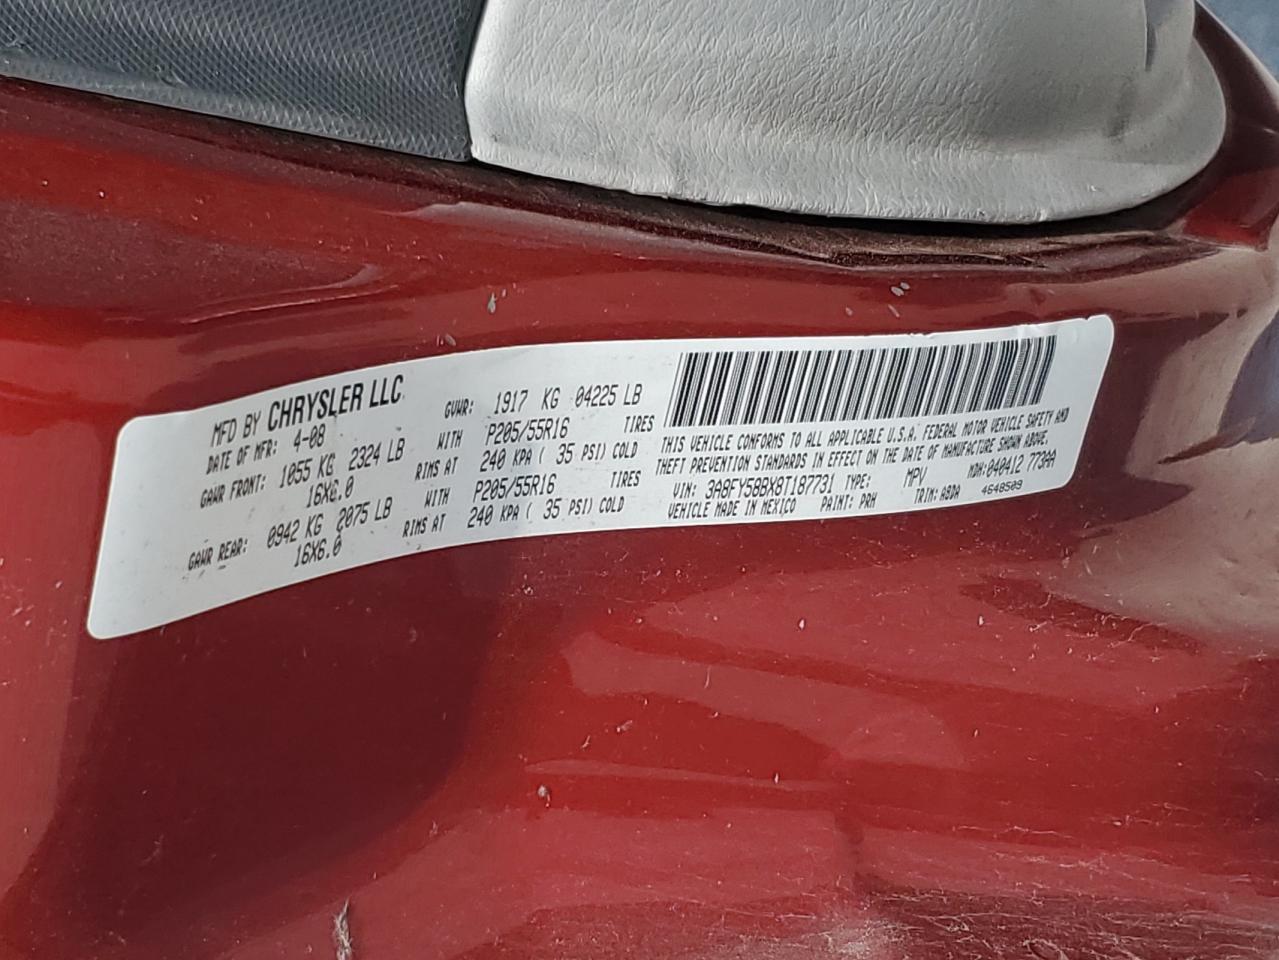 MFD BY CHRYSLER LLC
DATE OF MFR: 4-08
GVWR: 1917 KG 04225 LB
GAWR FRONT: 1055 KG 2324 LB WITH P205/55R16 TIRES
16X6.0 RIMS AT 240 KPA ( 35 PSI) COLD
GAWR REAR: 0942 KG 2075 LB WITH P205/55R16 TIRES
16X6.0 RIMS AT 240 KPA ( 35 PSI) COLD
THIS VEHICLE CONFORMS TO ALL APPLICABLE U.S.A. FEDERAL MOTOR VEHICLE SAFETY AND
THEFT PREVENTION STANDARDS IN EFFECT ON THE DATE OF MANUFACTURE SHOWN ABOVE.
VIN: 3A8FY58BX8T187731 TYPE: MPV MDH: 040412 773AA
VEHICLE MADE IN MEXICO PAINT: PRH TRIM: ABDA 4648509